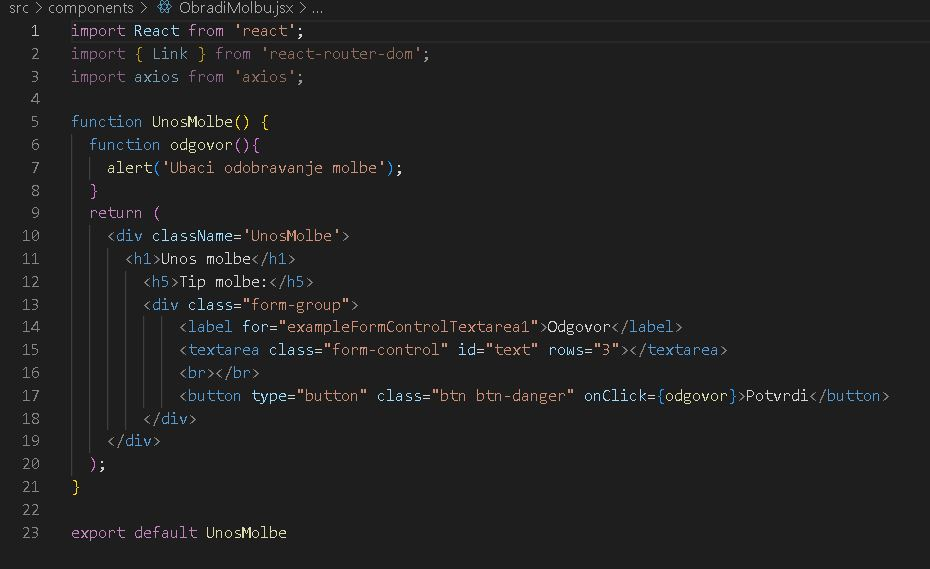 src > components > ObradiMolbu.jsx > ...
1 import React from 'react';
2 import { Link } from 'react-router-dom';
3 import axios from 'axios';
4
5 function UnosMolbe() {
6   function odgovor(){
7     alert('Ubaci odobravanje molbe');
8   }
9   return (
10     <div className='UnosMolbe'>
11       <h1>Unos molbe</h1>
12         <h5>Tip molbe:</h5>
13         <div class="form-group">
14             <label for="exampleFormControlTextarea1">Odgovor</label>
15             <textarea class="form-control" id="text" rows="3"></textarea>
16             <br></br>
17             <button type="button" class="btn btn-danger" onClick={odgovor}>Potvrdi</button>
18         </div>
19     </div>
20   );
21 }
22
23 export default UnosMolbe